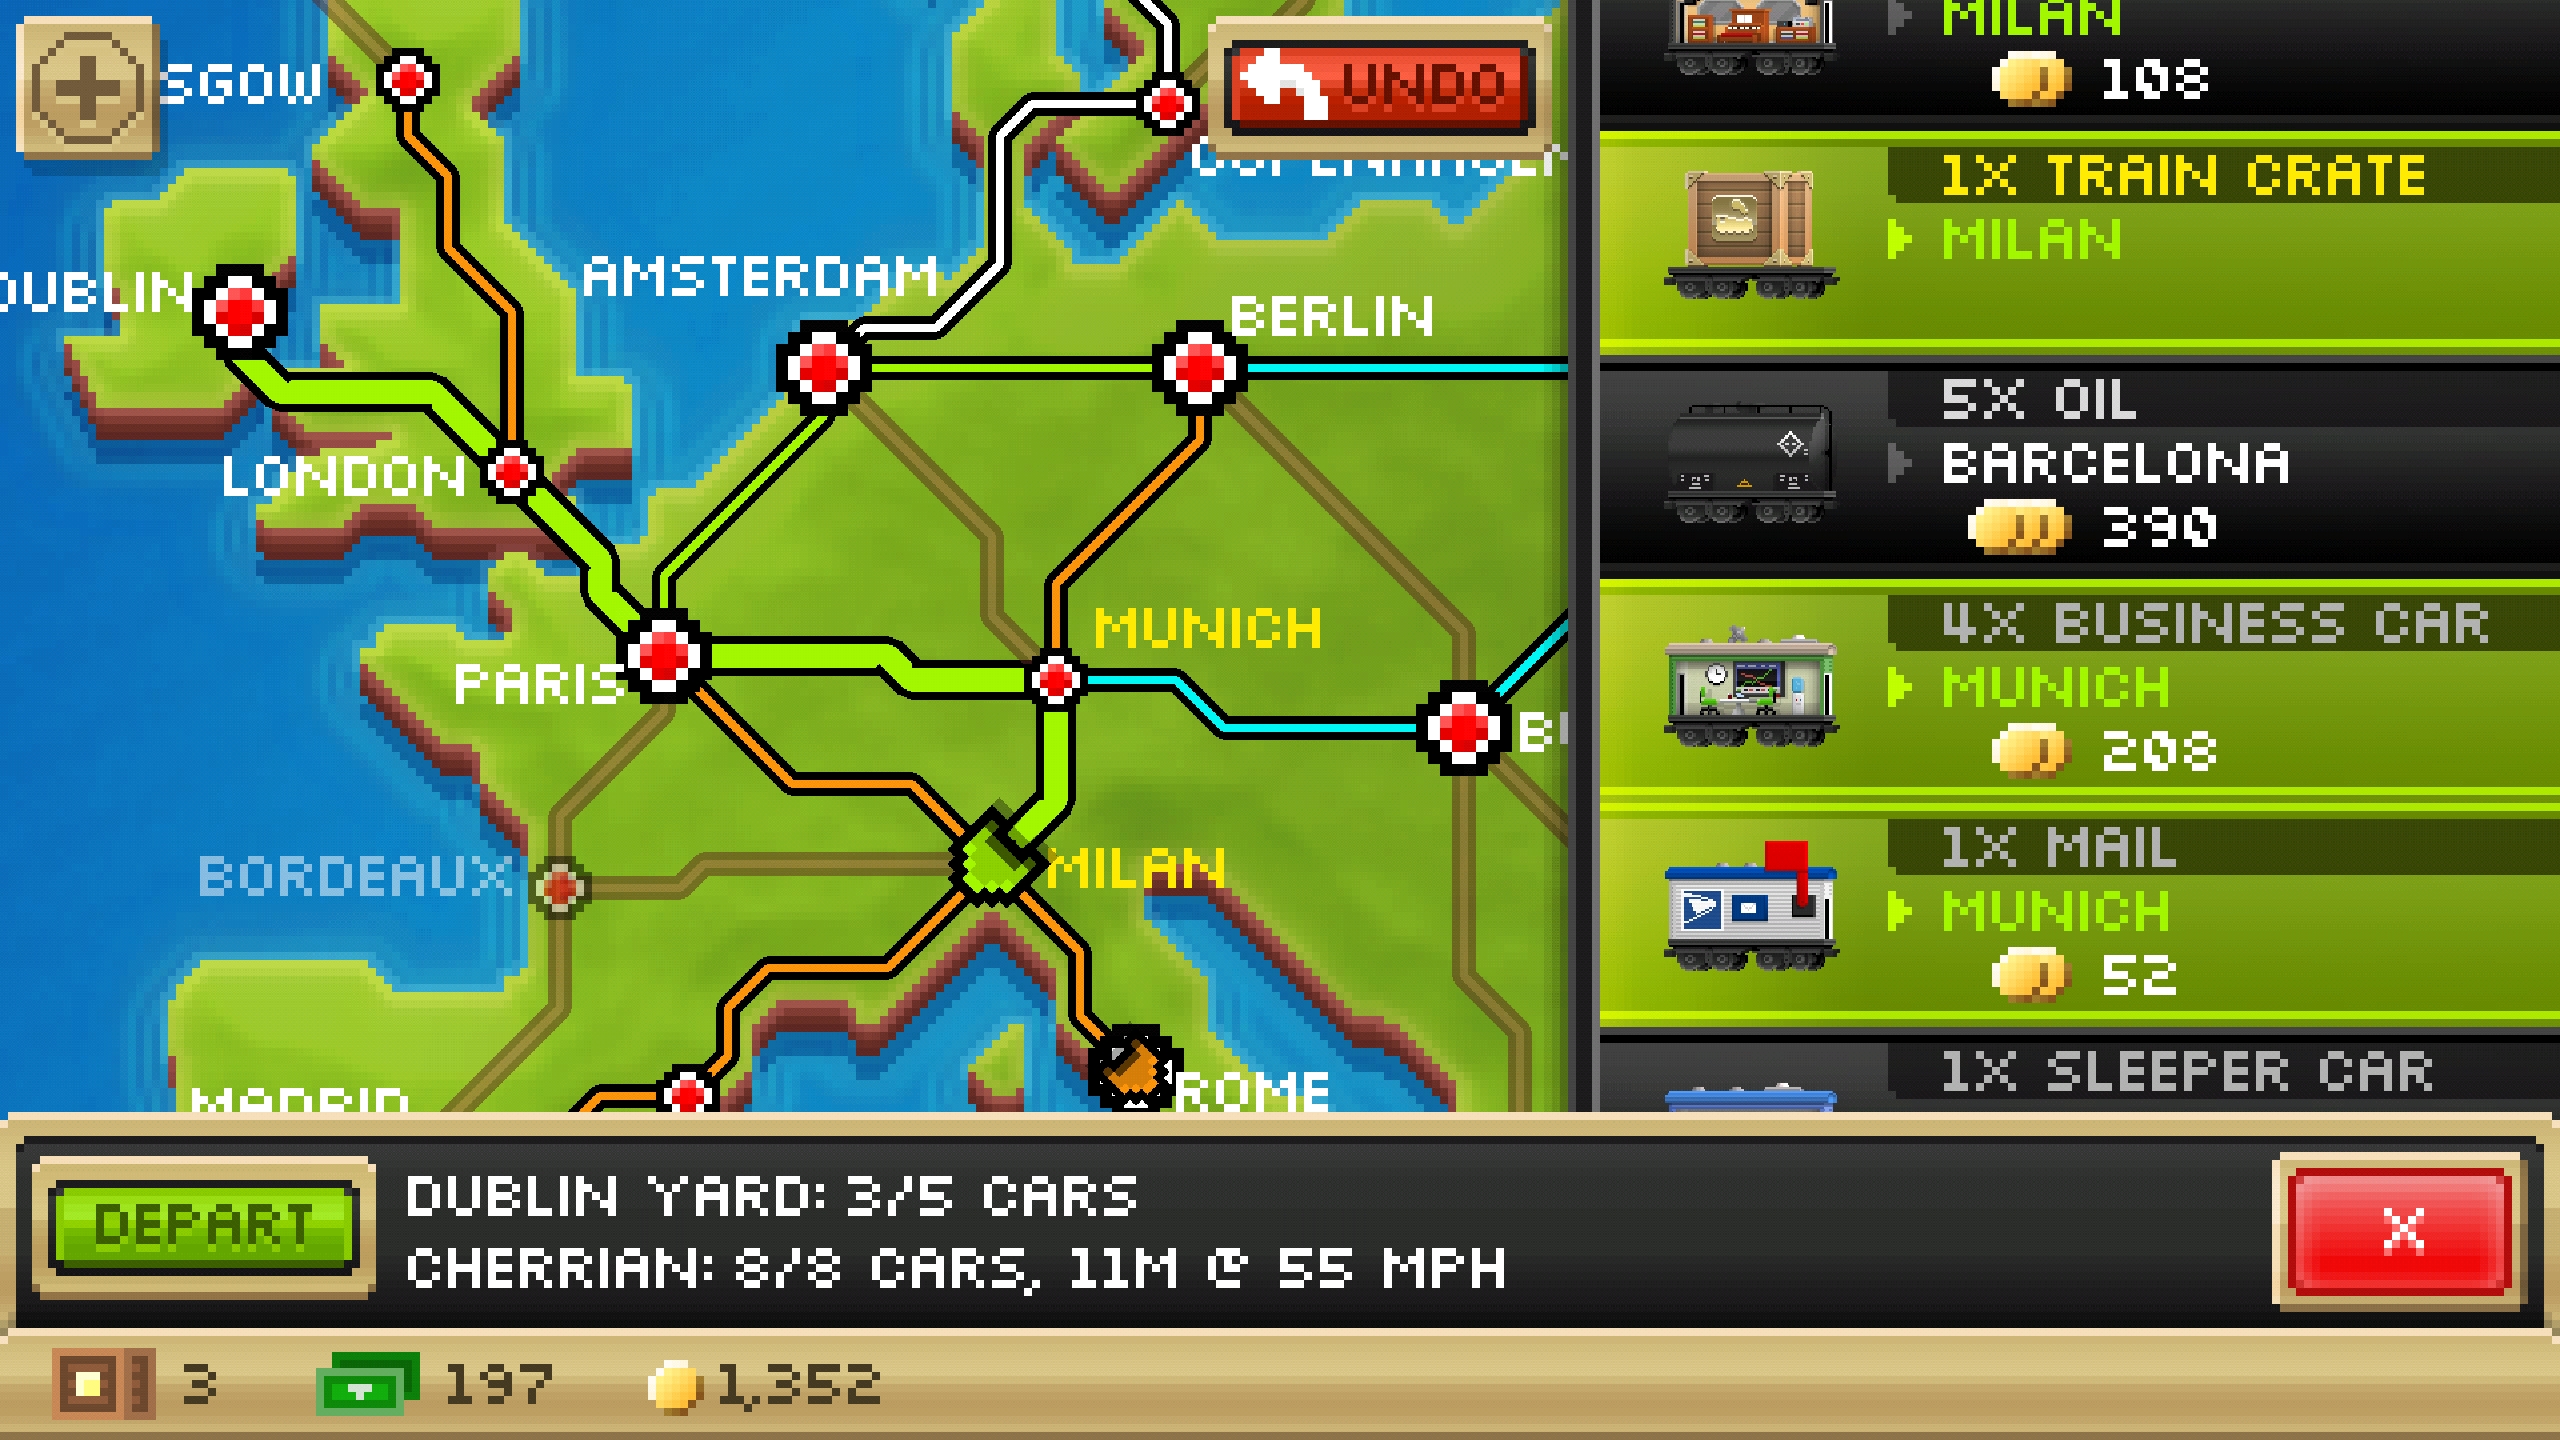 SGOW
UNDO
DUBLIN
AMSTERDAM
BERLIN
LONDON
MUNICH
PARIS
BORDEAUX
MILAN
MADRID
ROME
MILAN
108
1X TRAIN CRATE
MILAN
5X OIL
BARCELONA
390
4X BUSINESS CAR
MUNICH
208
1X MAIL
MUNICH
52
1X SLEEPER CAR
DEPART
DUBLIN YARD: 3/5 CARS
CHERRIAN: 8/8 CARS, 11M @ 55 MPH
X
3
197
1,352